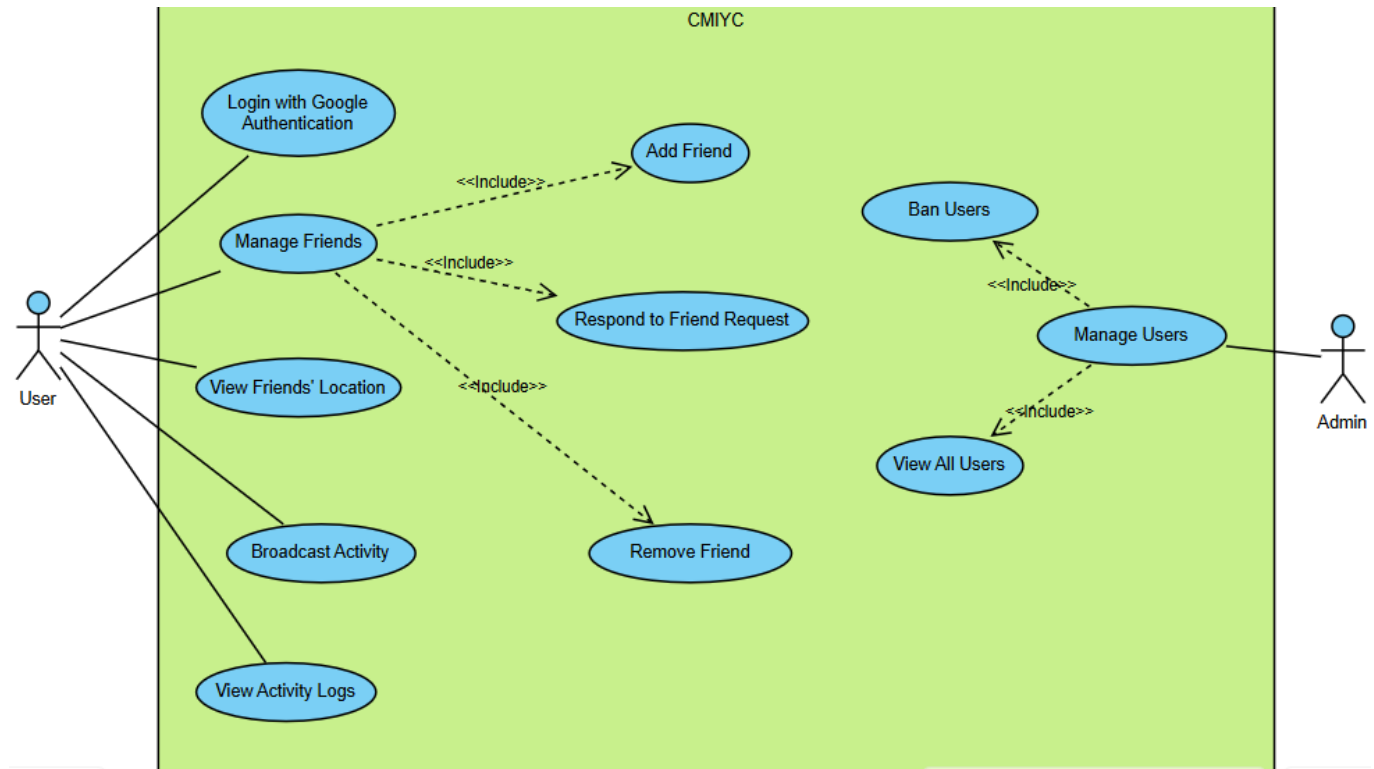 CMIYC
Login with Google
Authentication
Add Friend
<<Include>>
Ban Users
Manage Friends
<<Include>>
<<Include>>
Respond to Friend Request
Manage Users
View Friends' Location
<<Include>>
User
<<Include>>
Admin
View All Users
Broadcast Activity
Remove Friend
View Activity Logs